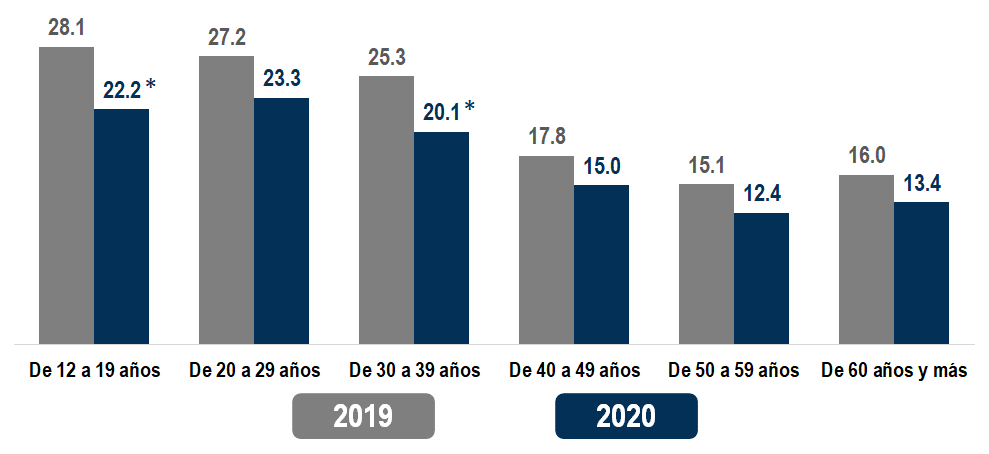 28.1
22.2 *
27.2
23.3
25.3
20.1 *
17.8
15.0
15.1
12.4
16.0
13.4
De 12 a 19 años
De 20 a 29 años
De 30 a 39 años
De 40 a 49 años
De 50 a 59 años
De 60 años y más
2019
2020